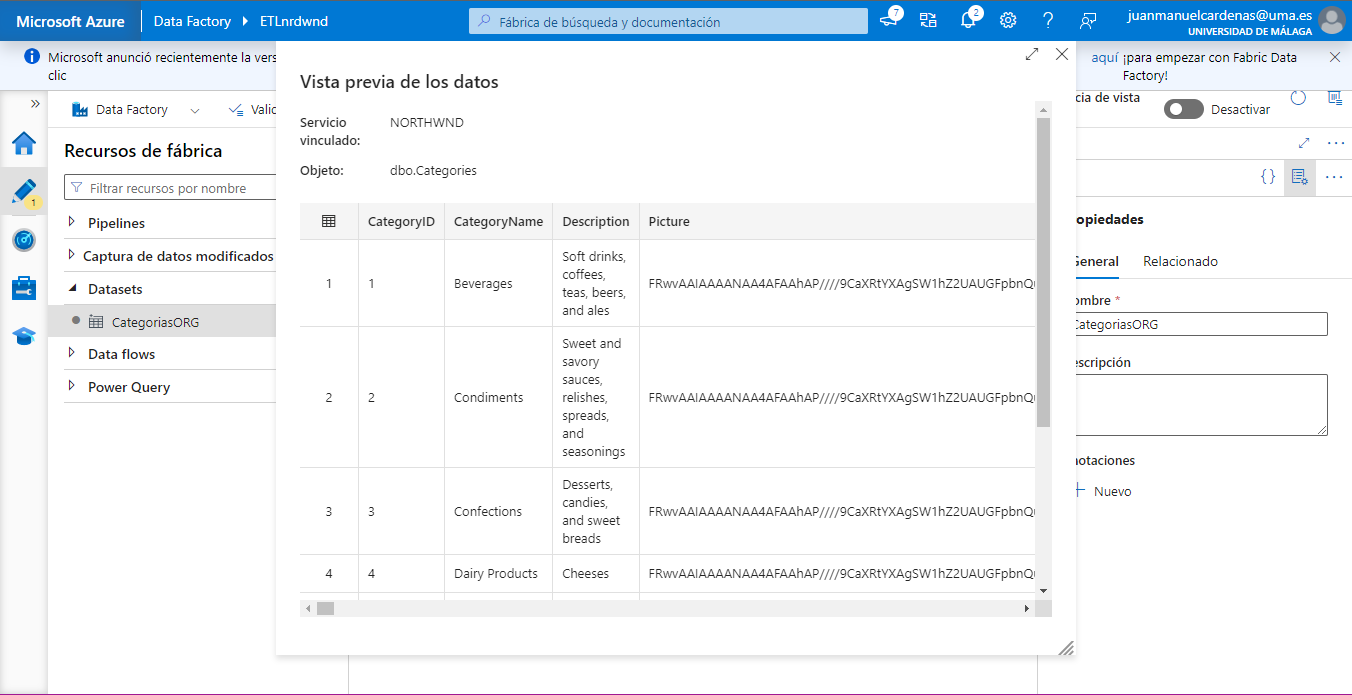 Microsoft Azure
Data Factory
ETLnrdwnd
Fábrica de búsqueda y documentación
7
2
juanmanuelcardenas@uma.es
UNIVERSIDAD DE MÁLAGA
Microsoft anunció recientemente la
clic
aquí ¡para empezar con Fabric Data
Factory!
Data Factory
de vista
Desactivar
1
Recursos de fábrica
Filtrar recursos por nombre
Pipelines
Captura de datos modificados
Datasets
CategoriasORG
Data flows
Power Query
Vista previa de los datos
Servicio
vinculado:
NORTHWND
Objeto:
dbo.Categories
CategoryID CategoryName Description Picture
1 1 Beverages
Soft drinks,
coffees,
teas, beers,
and ales
FRwvAAIAAAANAA4AFAAhAP////9CaXRtYXAgSW1hZ2UAUGFpbnQ
2 2 Condiments
Sweet and
savory
sauces,
relishes,
spreads,
and
seasonings
FRwvAAIAAAANAA4AFAAhAP////9CaXRtYXAgSW1hZ2UAUGFpbnQ
3 3 Confections
Desserts,
candies,
and sweet
breads
FRwvAAIAAAANAA4AFAAhAP////9CaXRtYXAgSW1hZ2UAUGFpbnQ
4 4 Dairy Products Cheeses FRwvAAIAAAANAA4AFAAhAP////9CaXRtYXAgSW1hZ2UAUGFpbnQ
{}
ropiedades
General
Relacionado
ombre *
CategoriasORG
escripción
notaciones
Nuevo